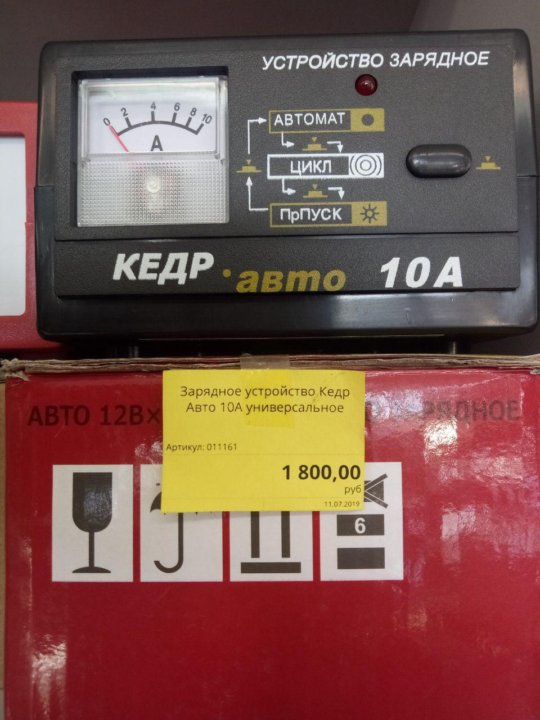 УСТРОЙСТВО ЗАРЯДНОЕ
0 2 4 6 8 10
А
АВТОМАТ
ЦИКЛ
ПрПУСК
КЕДР авто 10А
Зарядное устройство Кедр
Авто 10А универсальное
Артикул: 011161
1 800,00
руб
11.07.2019
АВТО 12В
6